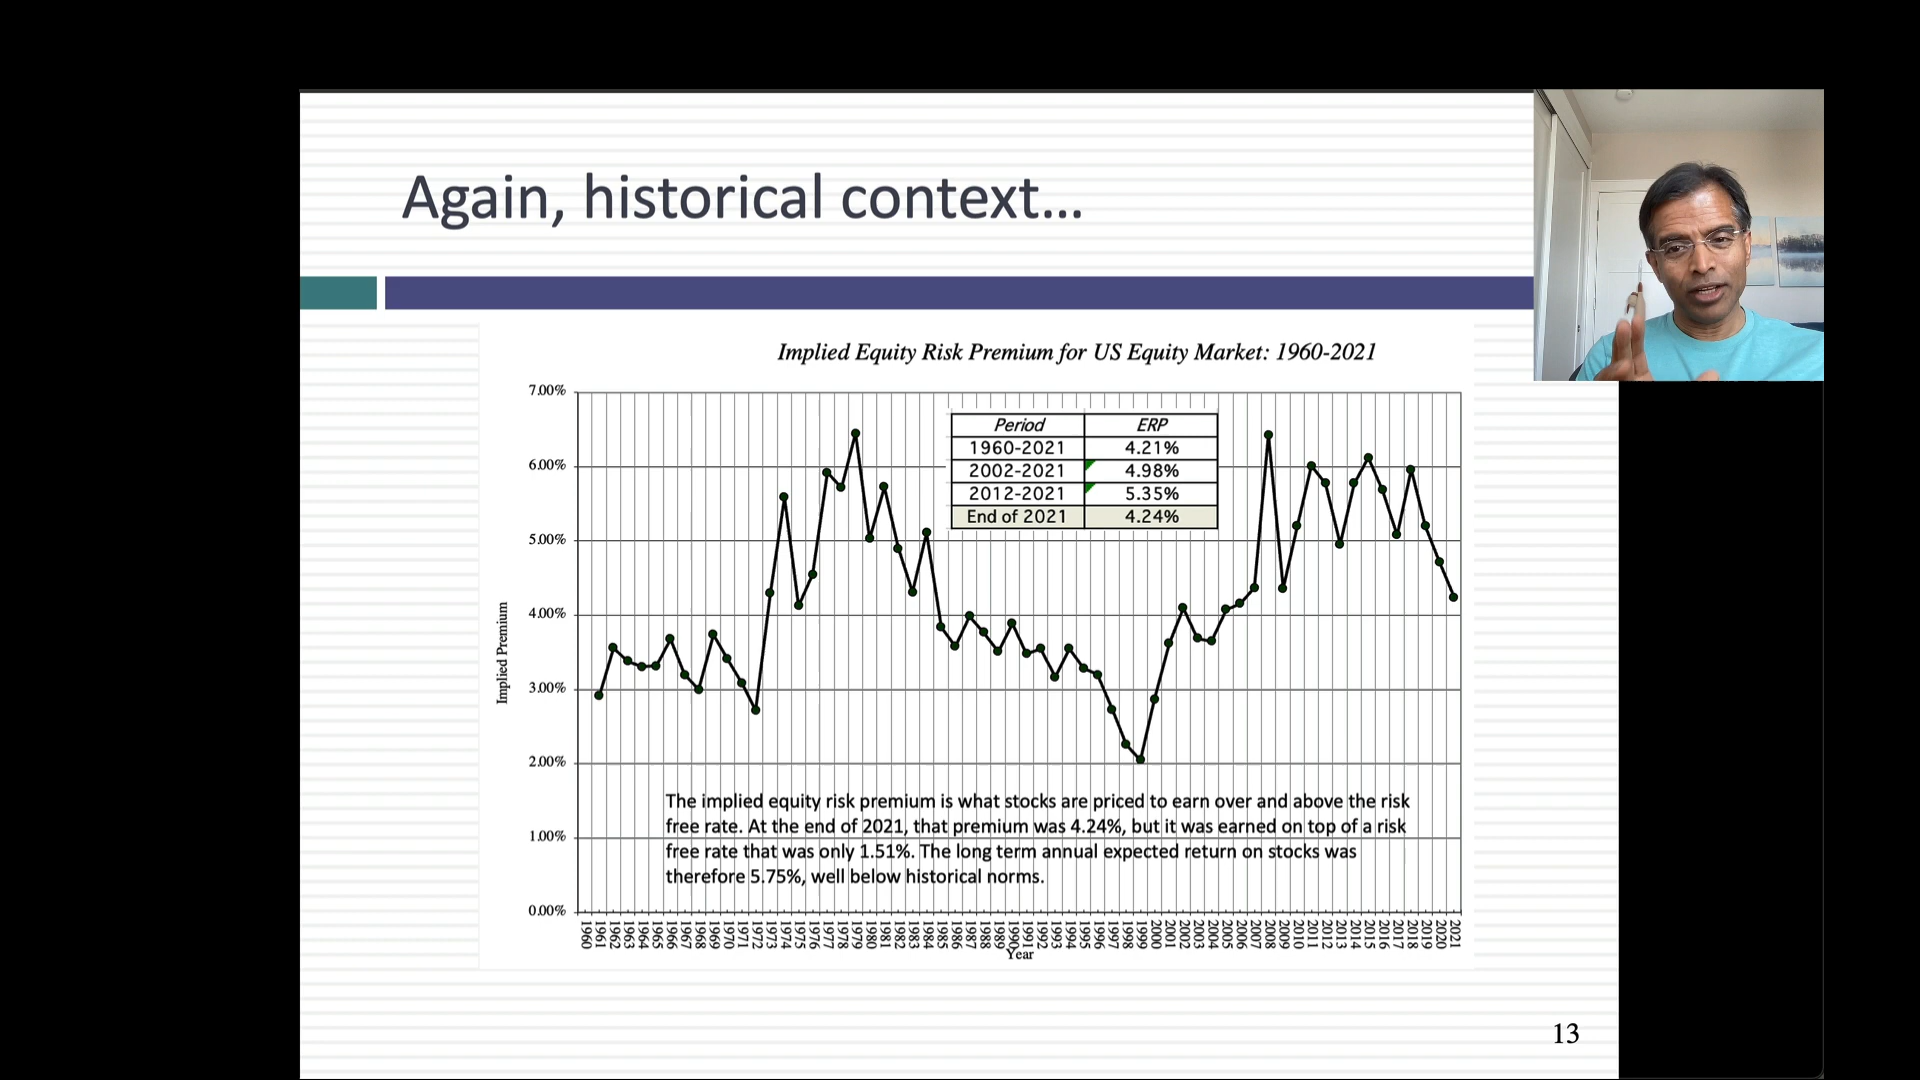 Again, historical context...
Implied Equity Risk Premium for US Equity Market: 1960-2021
7.00%
6.00%
5.00%
4.00%
3.00%
2.00%
1.00%
0.00%
Implied Premium
Period ERP
1960-2021 4.21%
2002-2021 4.98%
2012-2021 5.35%
End of 2021 4.24%
The implied equity risk premium is what stocks are priced to earn over and above the risk
free rate. At the end of 2021, that premium was 4.24%, but it was earned on top of a risk
free rate that was only 1.51%. The long term annual expected return on stocks was
therefore 5.75%, well below historical norms.
1960 1961 1962 1963 1964 1965 1966 1967 1968 1969 1970 1971 1972 1973 1974 1975 1976 1977 1978 1979 1980 1981 1982 1983 1984 1985 1986 1987 1988 1989 1990 1991 1992 1993 1994 1995 1996 1997 1998 1999 2000 2001 2002 2003 2004 2005 2006 2007 2008 2009 2010 2011 2012 2013 2014 2015 2016 2017 2018 2019 2020 2021
Year
13